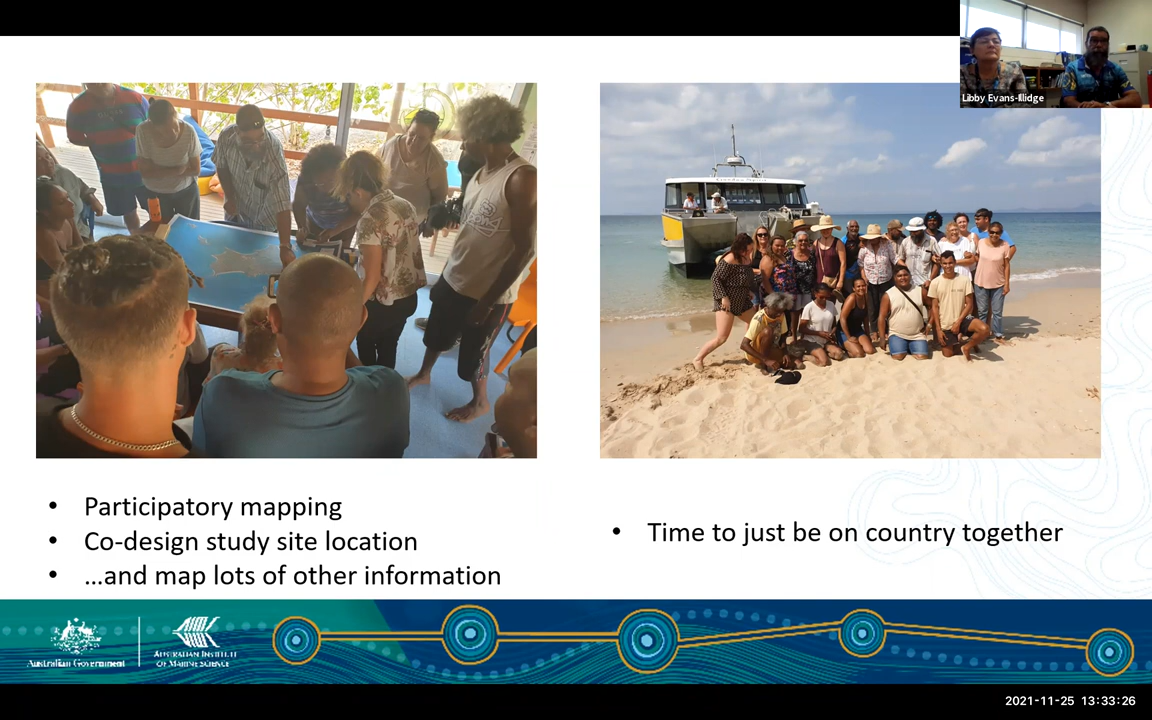 Libby Evans-Illidge
• Participatory mapping
• Co-design study site location
• ...and map lots of other information
• Time to just be on country together
Australian Government
AUSTRALIAN INSTITUTE
OF MARINE SCIENCE
2021-11-25 13:33:26